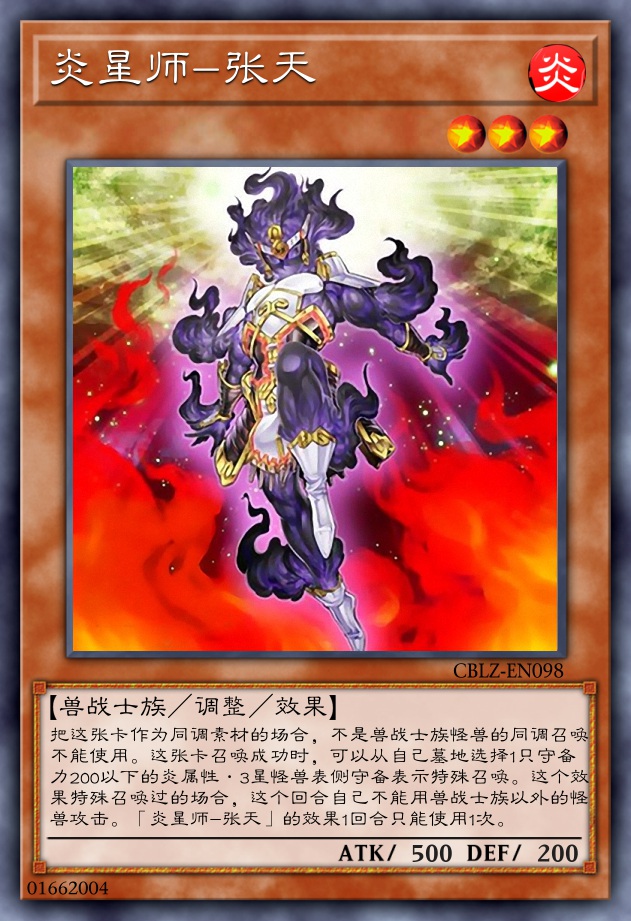 炎星师-张天
炎
CBLZ-EN098
【兽战士族／调整／效果】
把这张卡作为同调素材的场合，不是兽战士族怪兽的同调召唤
不能使用。这张卡召唤成功时，可以从自己墓地选择1只守备
力200以下的炎属性·3星怪兽表侧守备表示特殊召唤。这个效
果特殊召唤过的场合，这个回合自己不能用兽战士族以外的怪
兽攻击。「炎星师-张天」的效果1回合只能使用1次。
ATK/ 500 DEF/ 200
01662004